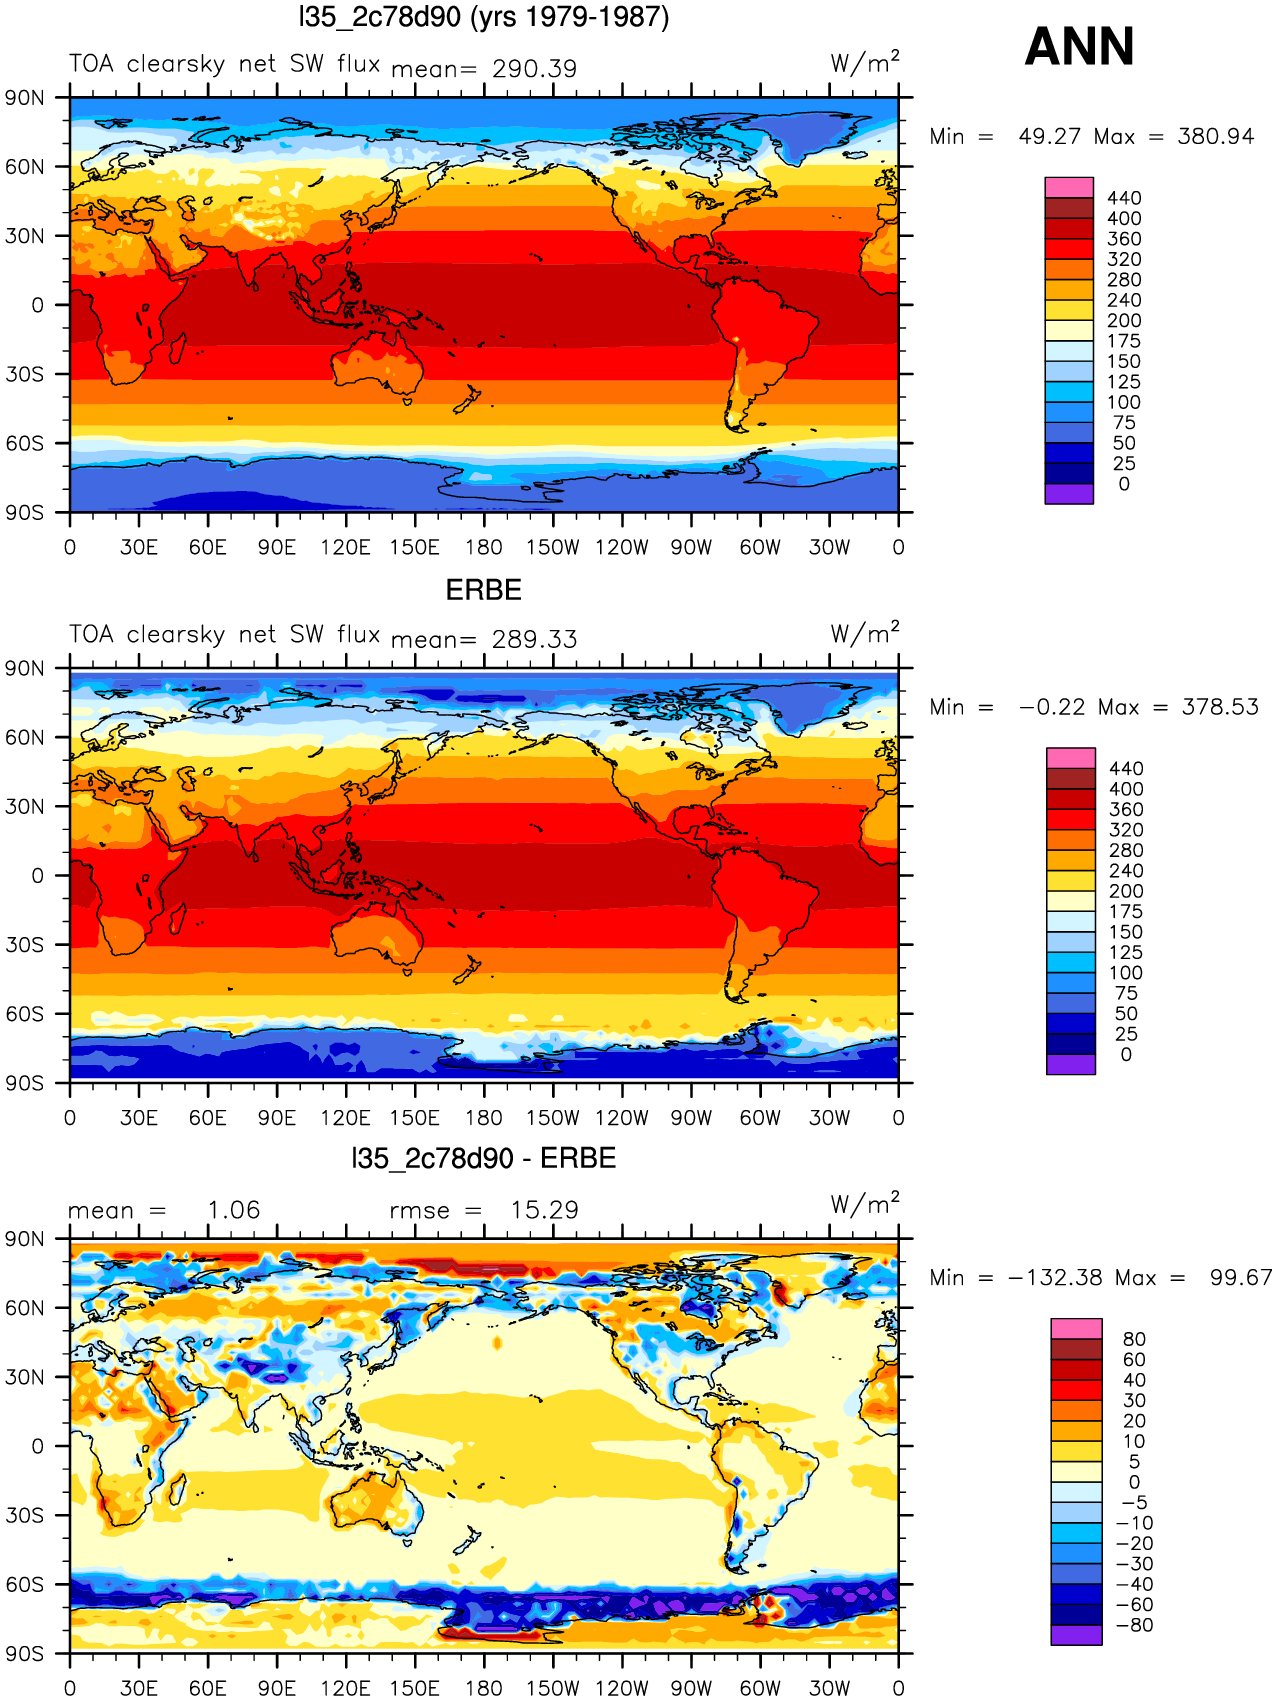 l35_2c78d90 (yrs 1979-1987)
ANN
TOA clearsky net SW flux mean= 290.39 W/m²
Min = 49.27 Max = 380.94
90N
60N
30N
0
30S
60S
90S
0 30E 60E 90E 120E 150E 180 150W 120W 90W 60W 30W 0
440
400
360
320
280
240
200
175
150
125
100
75
50
25
0
ERBE
TOA clearsky net SW flux mean= 289.33 W/m²
Min = −0.22 Max = 378.53
90N
60N
30N
0
30S
60S
90S
0 30E 60E 90E 120E 150E 180 150W 120W 90W 60W 30W 0
440
400
360
320
280
240
200
175
150
125
100
75
50
25
0
l35_2c78d90 - ERBE
mean = 1.06 rmse = 15.29 W/m²
Min = −132.38 Max = 99.67
90N
60N
30N
0
30S
60S
90S
0 30E 60E 90E 120E 150E 180 150W 120W 90W 60W 30W 0
80
60
40
30
20
10
5
0
−5
−10
−20
−30
−40
−60
−80